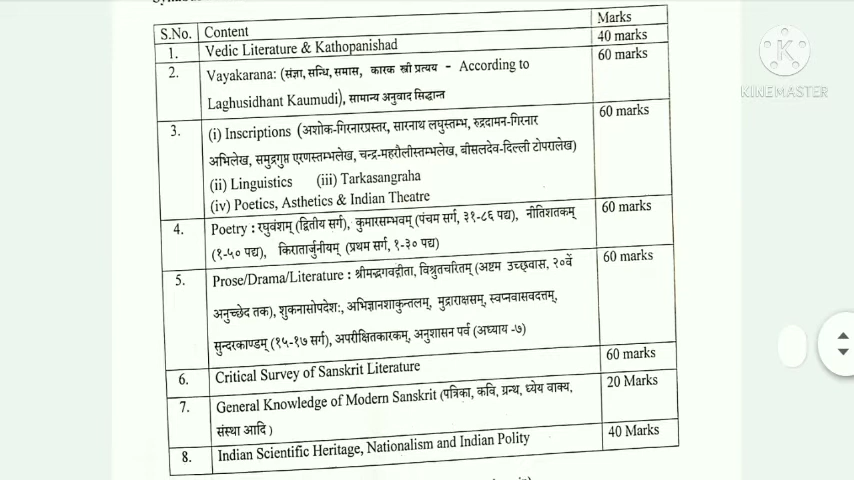 S.No. Content Marks
1. Vedic Literature & Kathopanishad 40 marks
2. Vayakarana: (संज्ञा, सन्धि, समास, कारक स्त्री प्रत्यय - According to 60 marks
Laghusidhant Kaumudi), सामान्य अनुवाद सिद्धान्त
3. (i) Inscriptions (अशोक-गिरनारप्रस्तर, सारनाथ लघुस्तम्भ, रुद्रदामन-गिरनार 60 marks
अभिलेख, समुद्रगुप्त एरणस्तम्भलेख, चन्द्र-महरौलीस्तम्भलेख, बीसलदेव-दिल्ली टोपरालेख)
(ii) Linguistics (iii) Tarkasangraha
(iv) Poetics, Asthetics & Indian Theatre
4. Poetry : रघुवंशम् (द्वितीय सर्ग), कुमारसम्भवम् (पंचम सर्ग, ३१-८६ पद्य), नीतिशतकम् 60 marks
(१-५० पद्य), किरातार्जुनीयम् (प्रथम सर्ग, १-३० पद्य)
5. Prose/Drama/Literature : श्रीमद्भगवद्गीता, विश्रुतचरितम् (अष्टम उच्छ्वास, २०वें 60 marks
अनुच्छेद तक), शुकनासोपदेशः, अभिज्ञानशाकुन्तलम्, मुद्राराक्षसम्, स्वप्नवासवदत्तम्,
सुन्दरकाण्डम् (१५-१७ सर्ग), अपरीक्षितकारकम्, अनुशासन पर्व (अध्याय -७)
6. Critical Survey of Sanskrit Literature 60 marks
7. General Knowledge of Modern Sanskrit (पत्रिका, कवि, ग्रन्थ, ध्येय वाक्य, 20 Marks
संस्था आदि)
8. Indian Scientific Heritage, Nationalism and Indian Polity 40 Marks
KINEMASTER